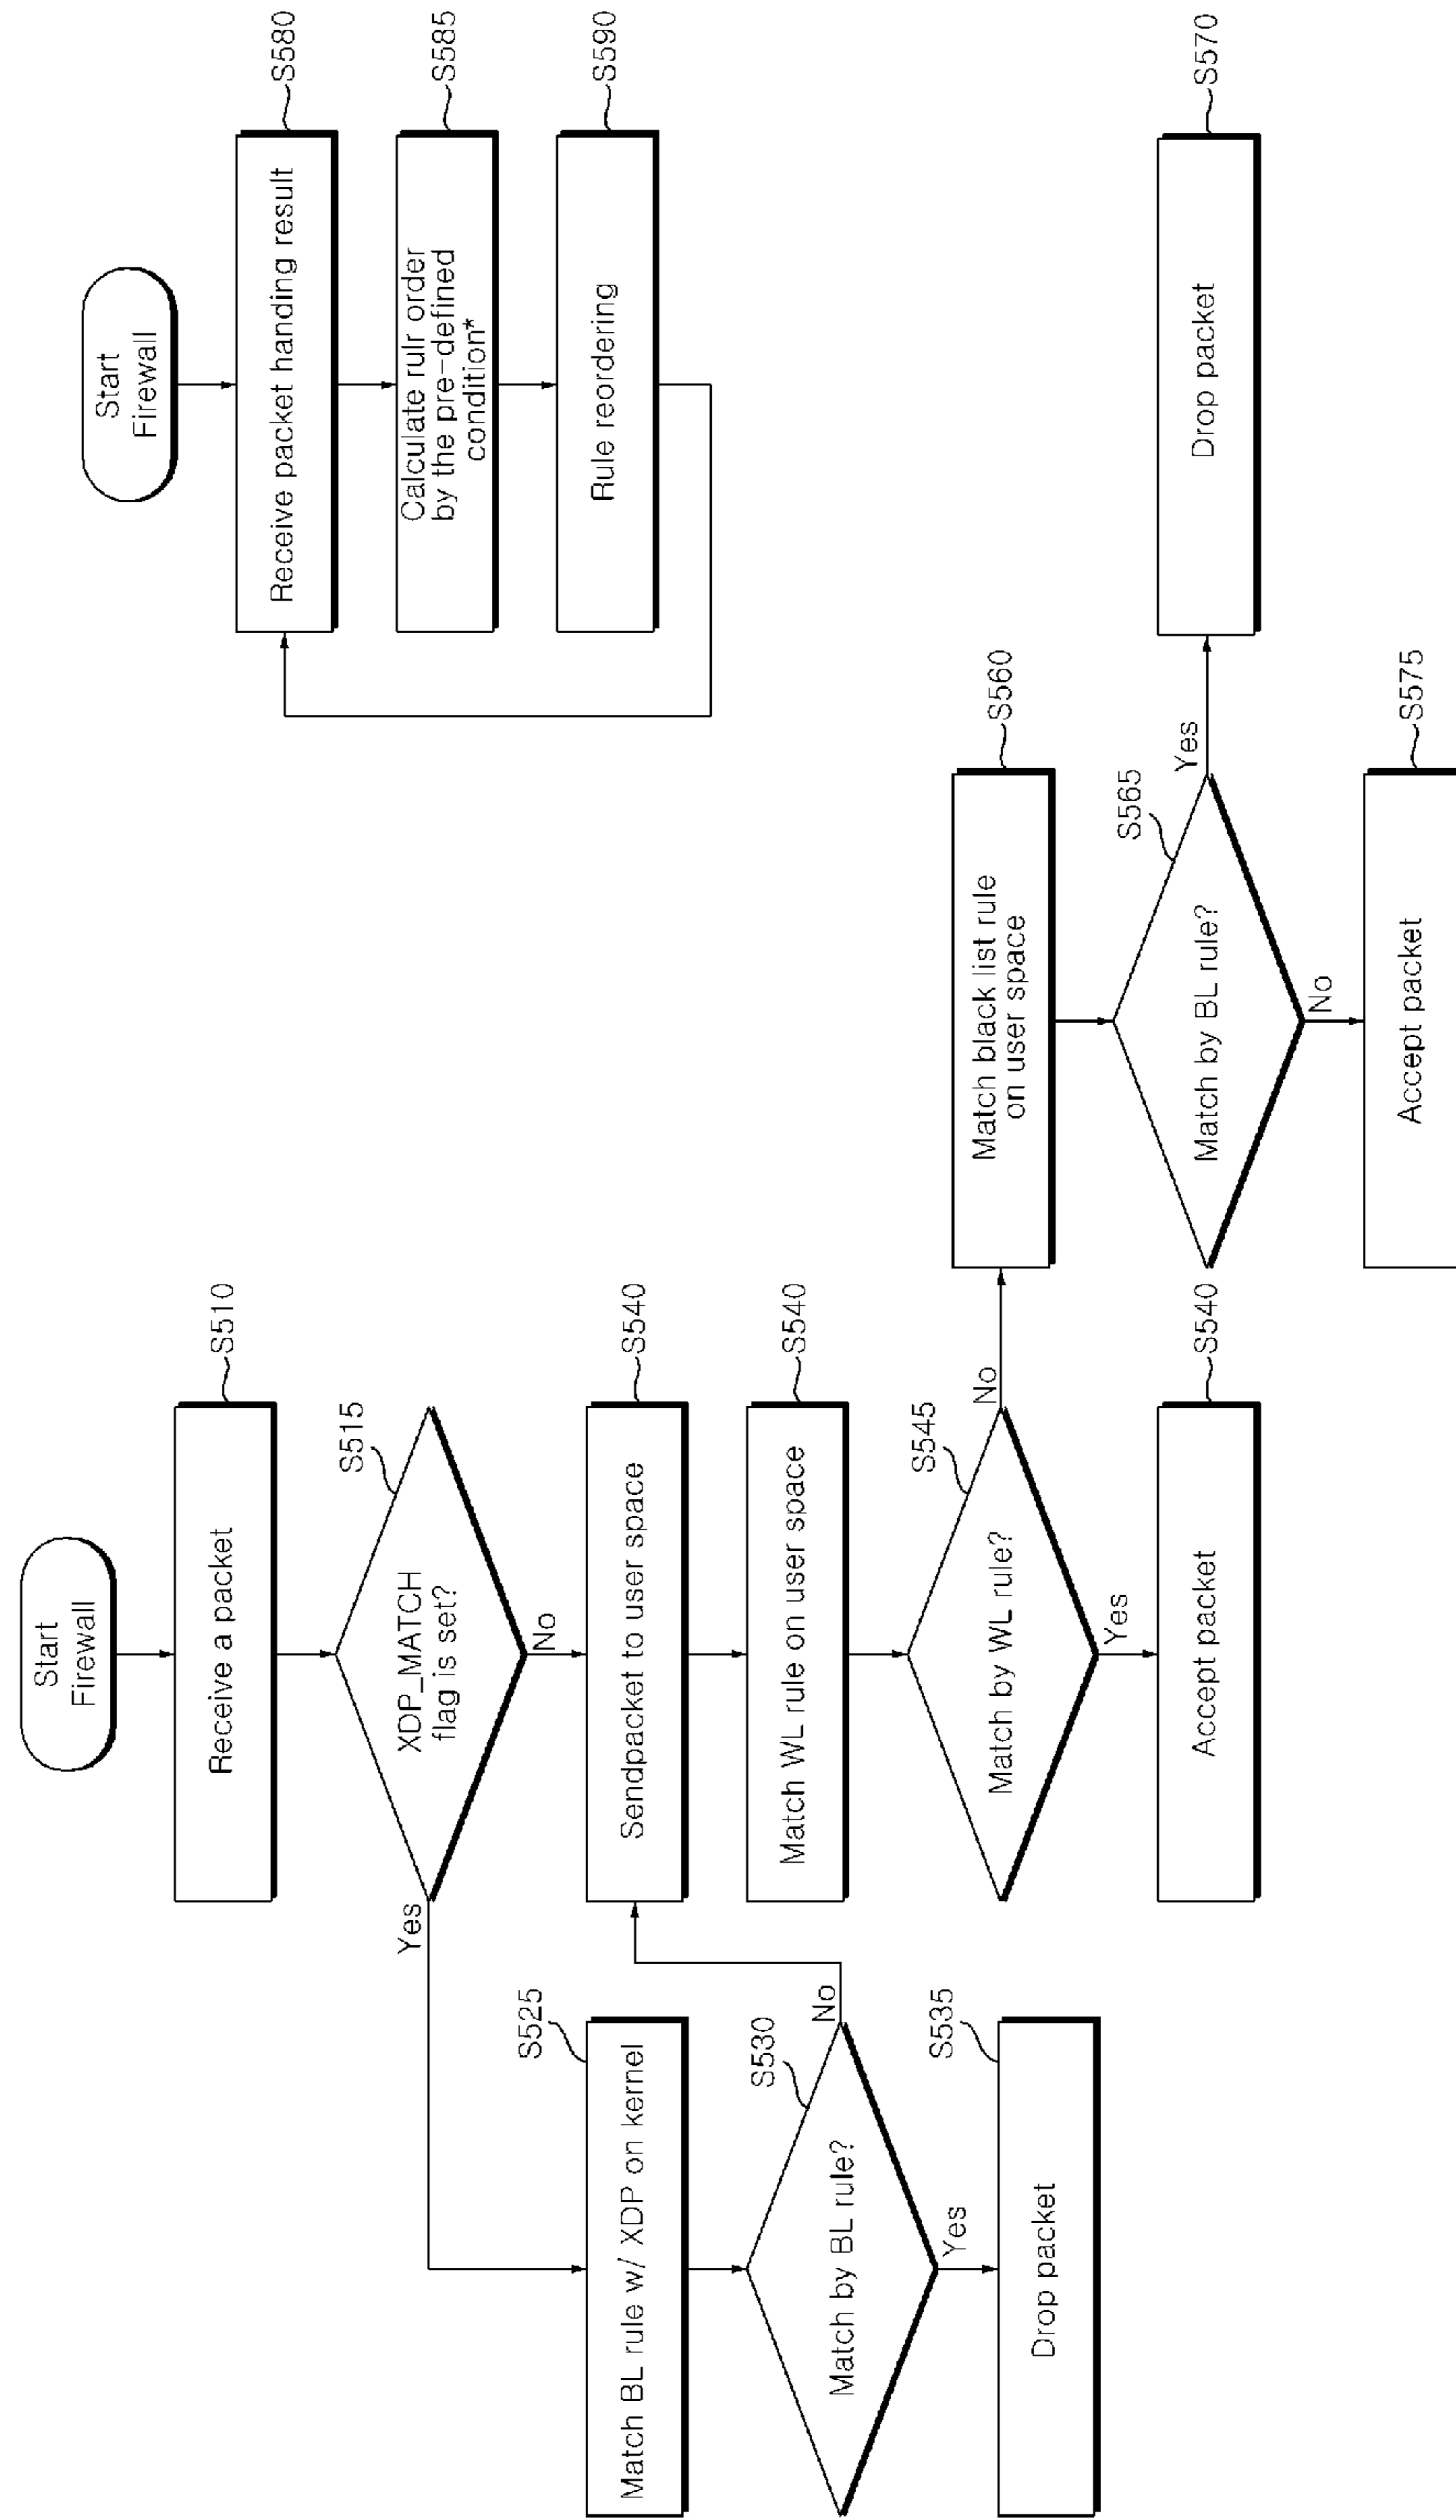 Start
Firewall
Receive a packet
S510
XDP_MATCH
flag is set?
S515
Yes
No
Match BL rule w/ XDP on kernel
S525
Match by BL rule?
S530
No
Yes
Drop packet
S535
Sendpacket to user space
S540
Match WL rule on user space
S540
Match by WL rule?
S545
No
Yes
Accept packet
S540
Match black list rule
on user space
S560
Match by BL rule?
S565
Yes
No
Drop packet
S570
Accept packet
S575
Start
Firewall
Receive packet handing result
S580
Calculate rulr order
by the pre-defined
condition*
S585
Rule reordering
S590